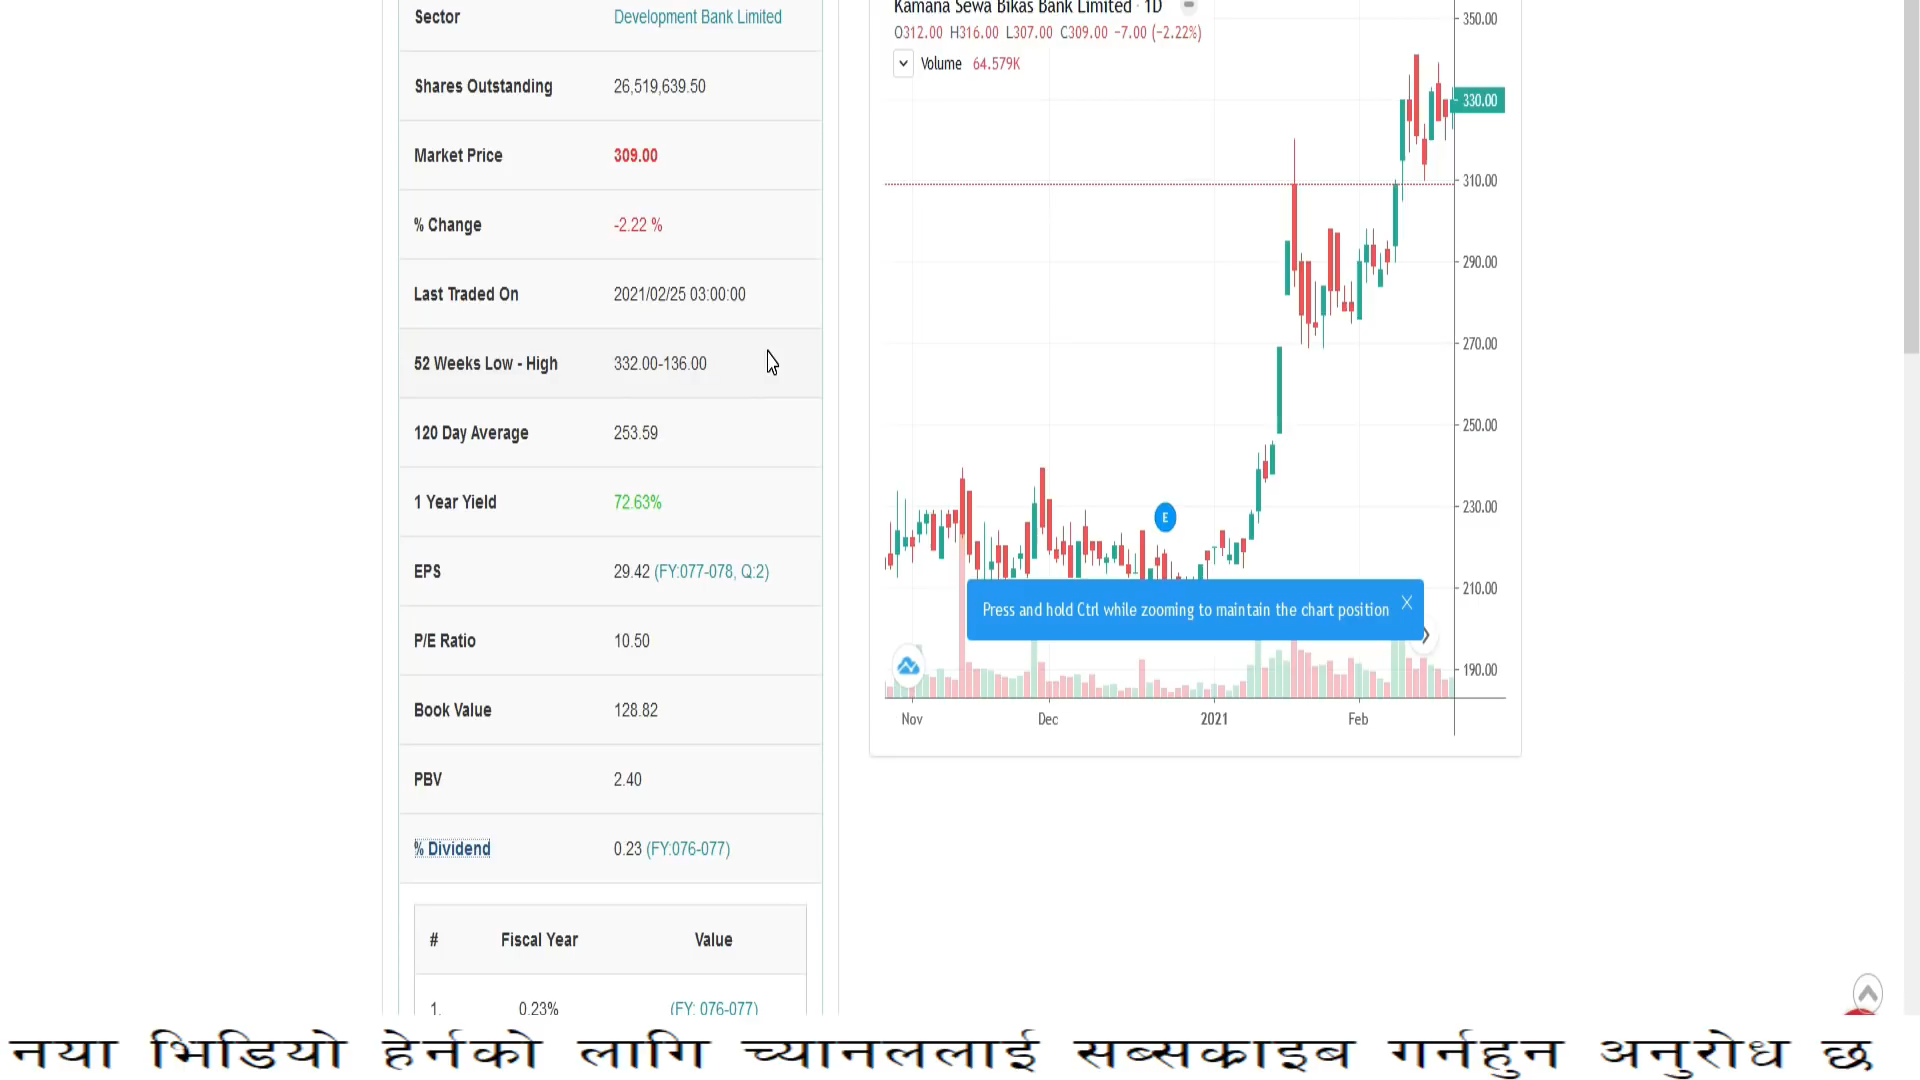 Sector Development Bank Limited
Shares Outstanding 26,519,639.50
Market Price 309.00
% Change -2.22 %
Last Traded On 2021/02/25 03:00:00
52 Weeks Low - High 332.00-136.00
120 Day Average 253.59
1 Year Yield 72.63%
EPS 29.42 (FY:077-078, Q:2)
P/E Ratio 10.50
Book Value 128.82
PBV 2.40
% Dividend 0.23 (FY:076-077)
# Fiscal Year Value
1. 0.23% (FY: 076-077)
Kamana Sewa Bikas Bank Limited · 1D
O312.00 H316.00 L307.00 C309.00 −7.00 (−2.22%)
Volume 64.579K
350.00
330.00
310.00
290.00
270.00
250.00
230.00
210.00
190.00
E
Press and hold Ctrl while zooming to maintain the chart position X
Nov Dec 2021 Feb
नया भिडियो हेर्नको लागि च्यानललाई सब्सक्राइब गर्नहुन अनुरोध छ